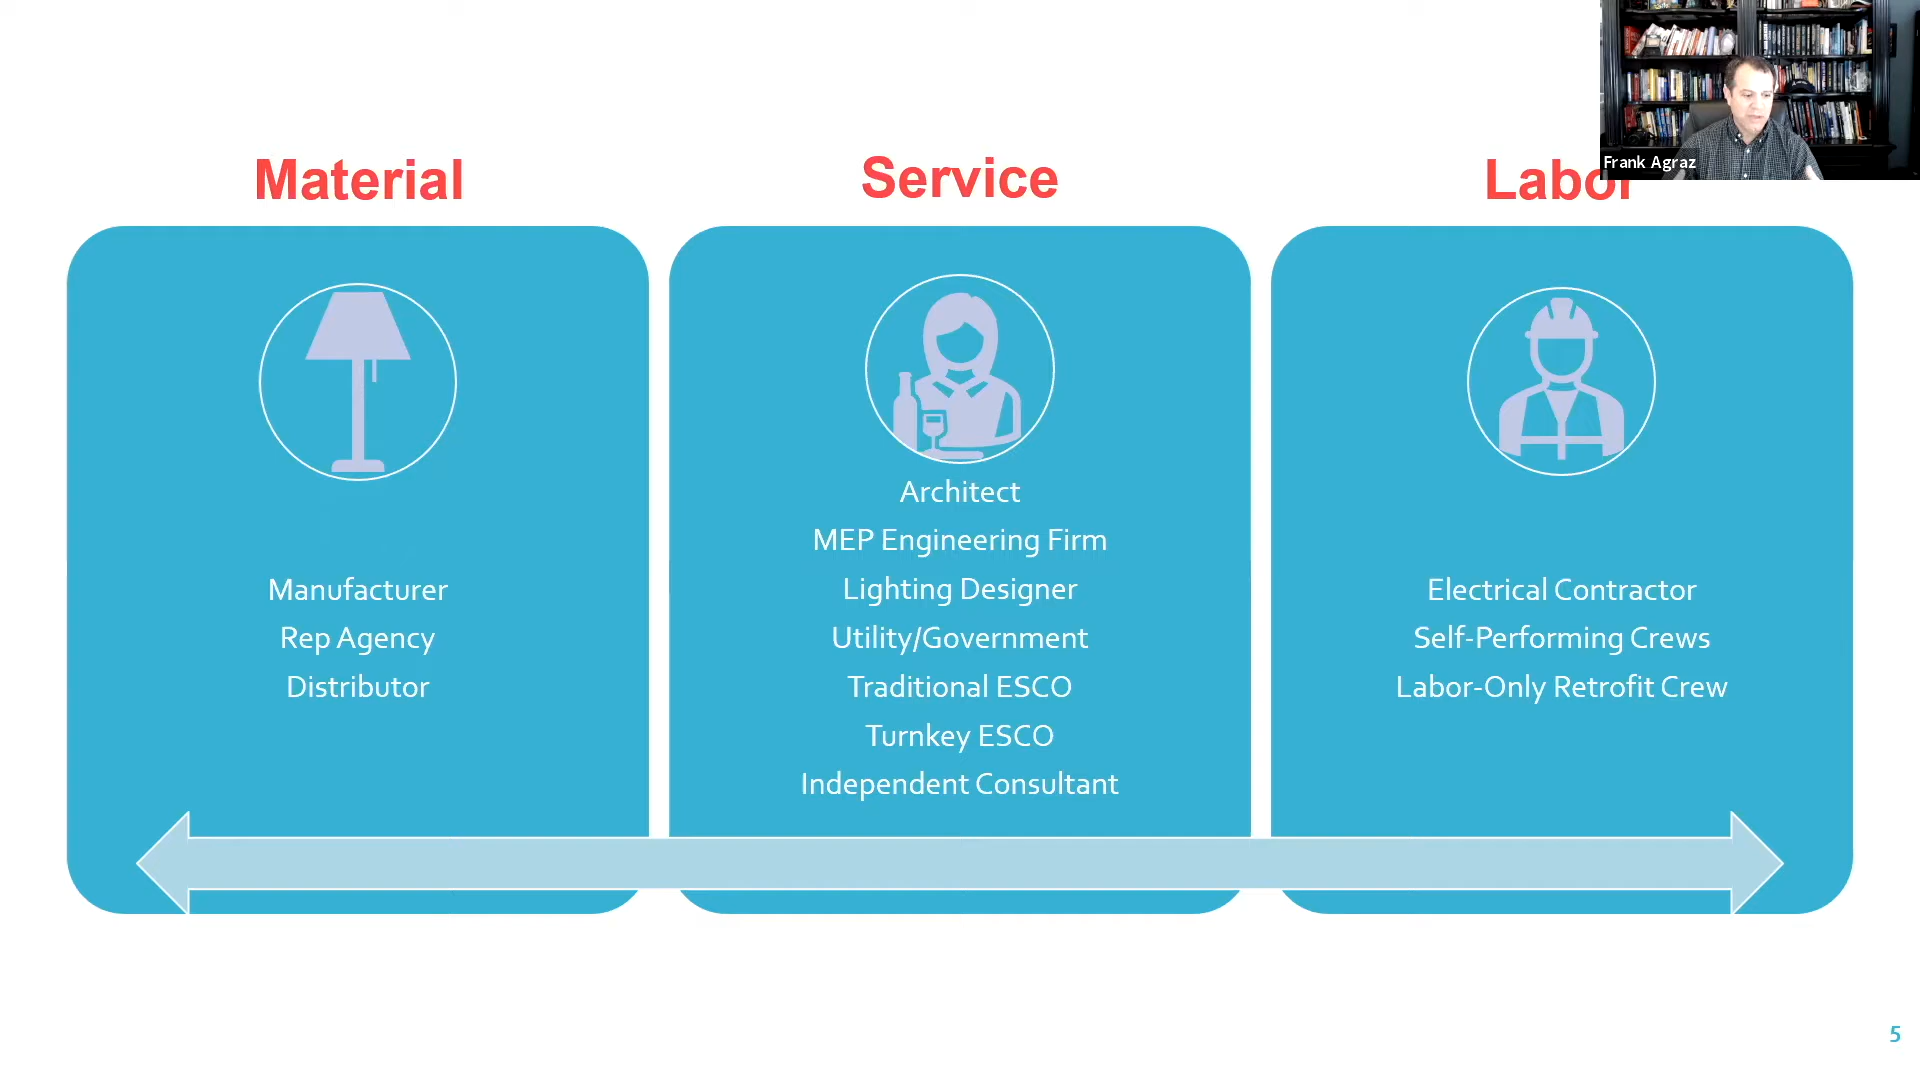 Frank Agraz
Material
Service
Labor
Manufacturer
Rep Agency
Distributor
Architect
MEP Engineering Firm
Lighting Designer
Utility/Government
Traditional ESCO
Turnkey ESCO
Independent Consultant
Electrical Contractor
Self-Performing Crews
Labor-Only Retrofit Crew
5